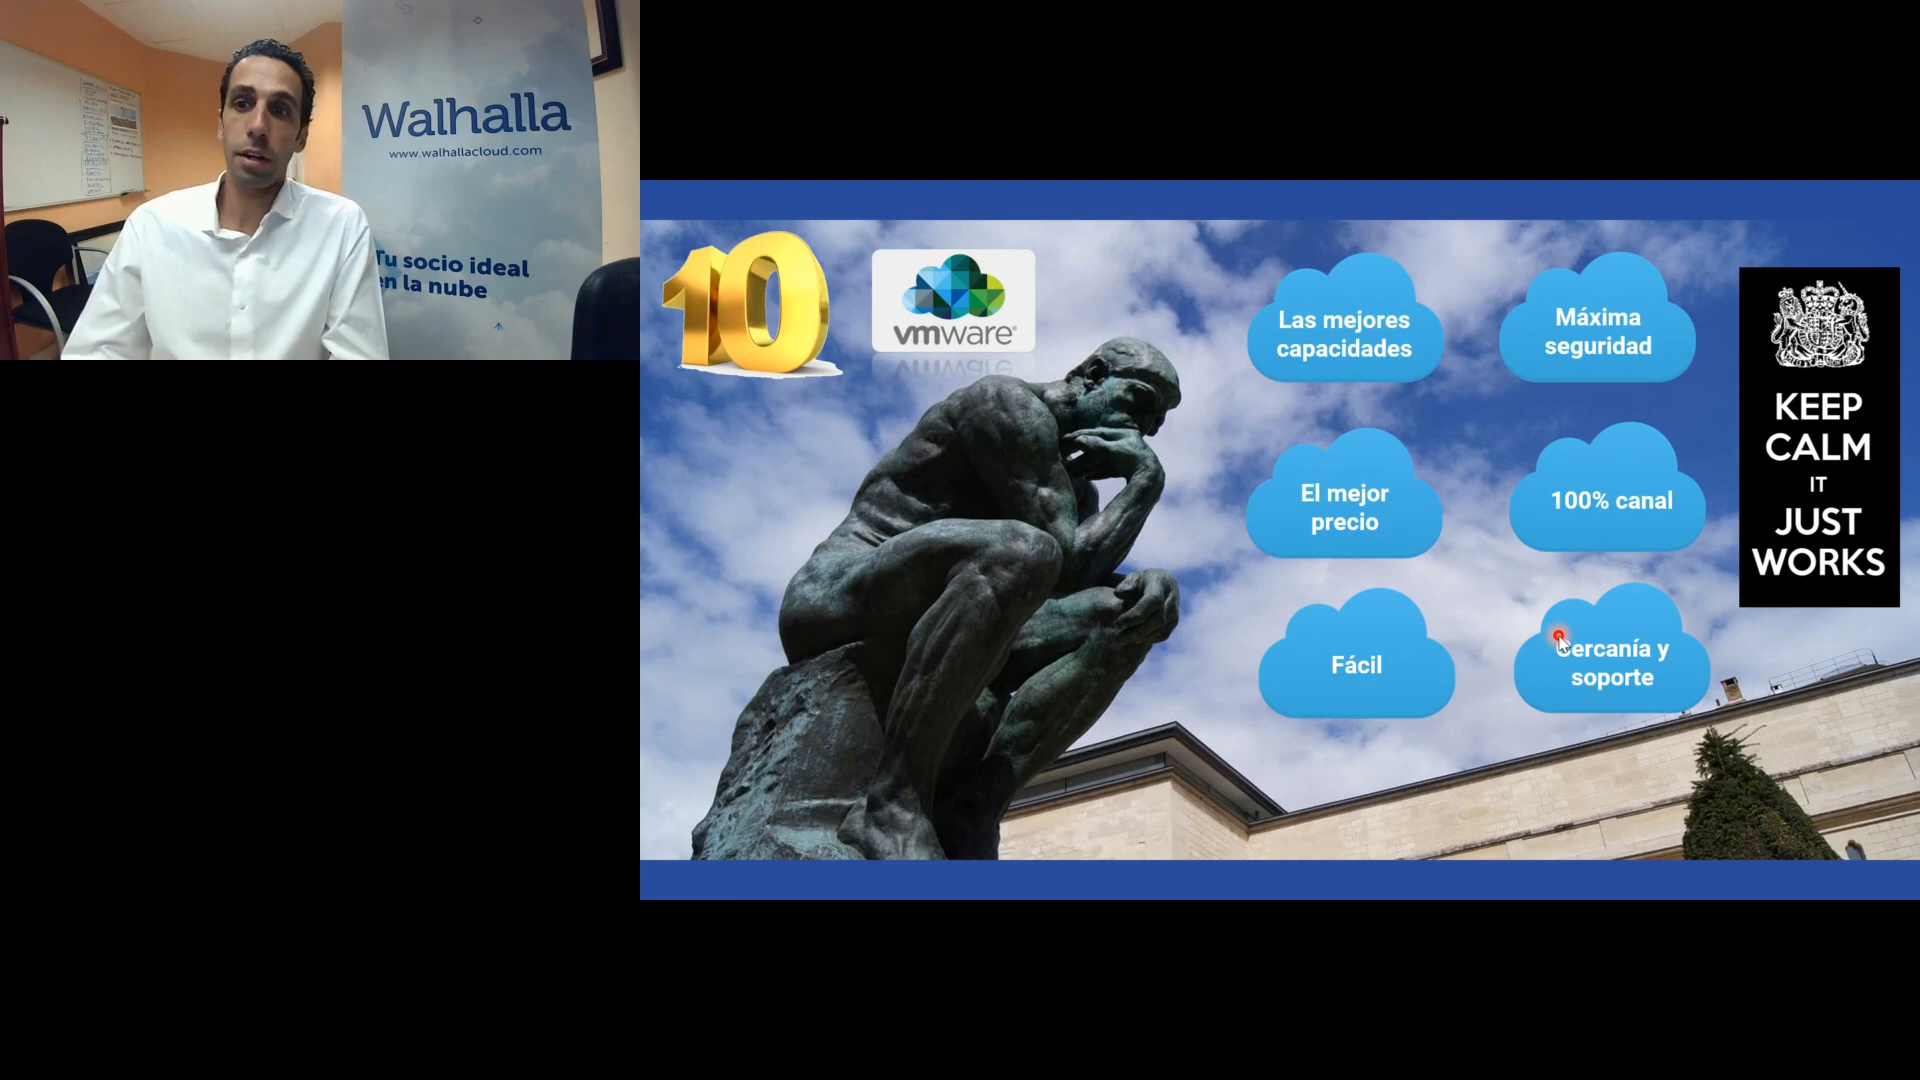 Walhalla
www.walhallacloud.com
Tu socio ideal
en la nube
10
vmware®
Las mejores
capacidades
Máxima
seguridad
El mejor
precio
100% canal
Fácil
Cercanía y
soporte
KEEP
CALM
IT
JUST
WORKS